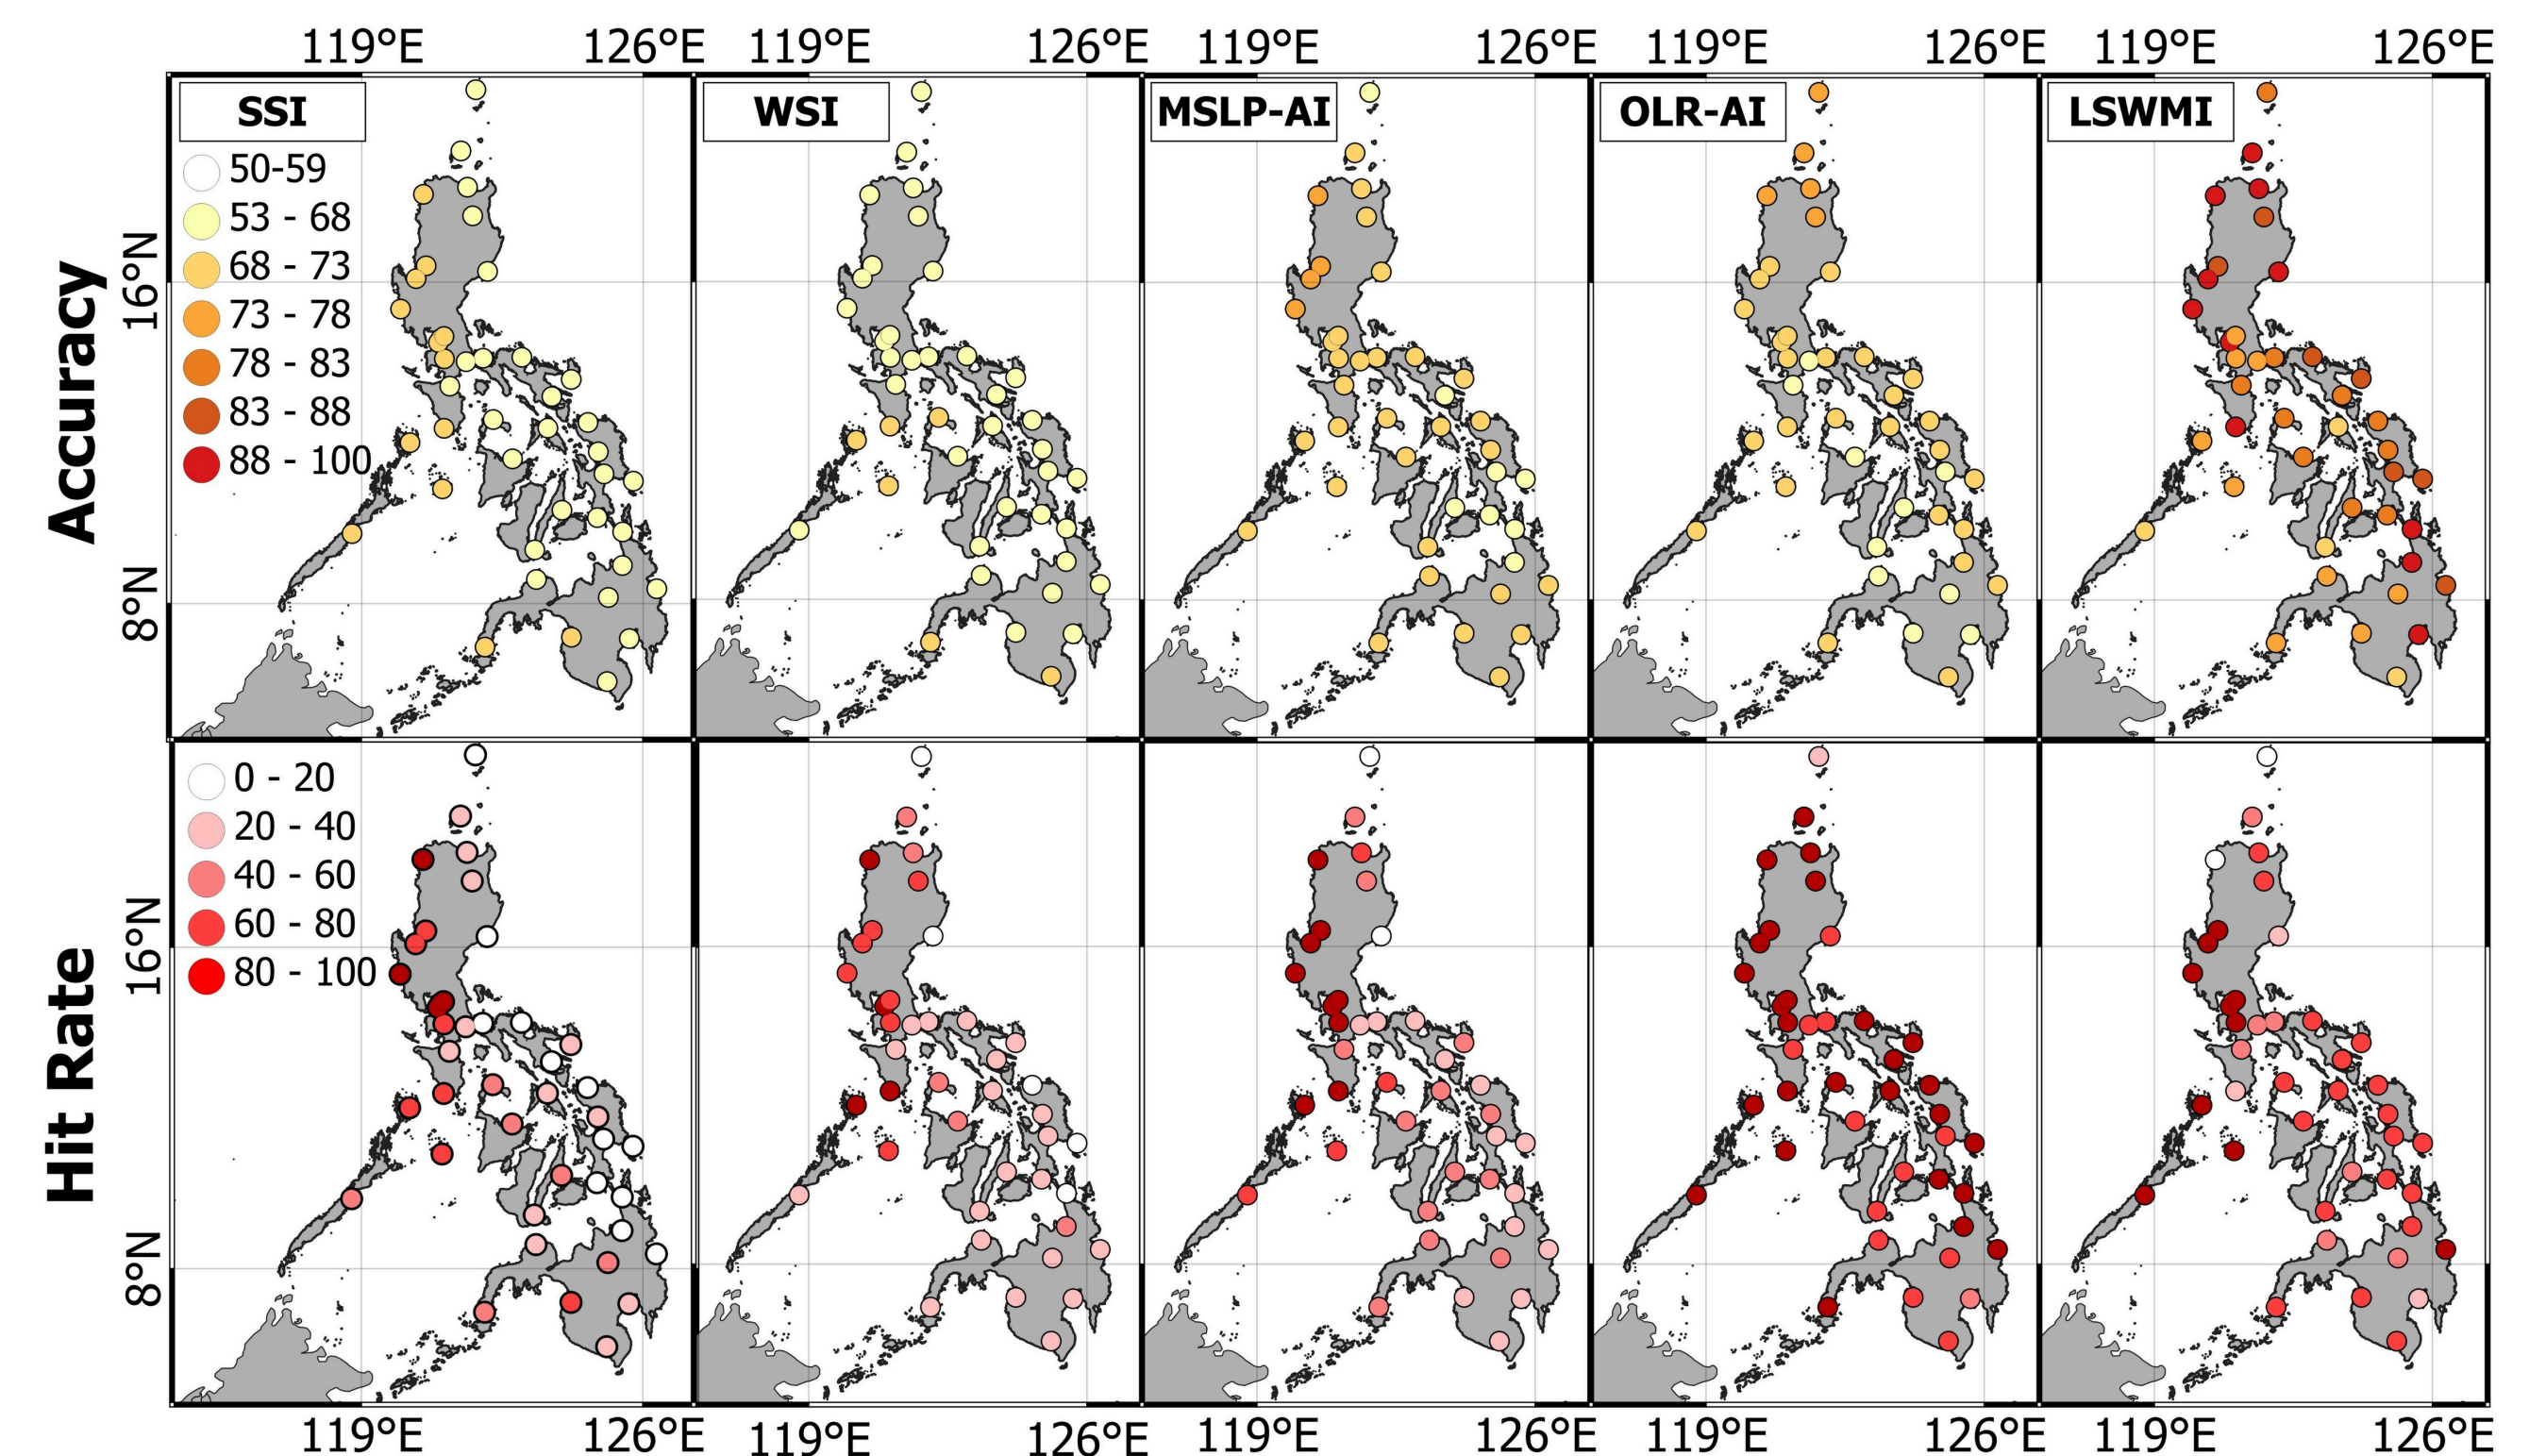 119°E 126°E 119°E 126°E 119°E 126°E 119°E 126°E 119°E 126°E
SSI WSI MSLP-AI OLR-AI LSWMI
50-59
53 - 68
68 - 73
73 - 78
78 - 83
83 - 88
88 - 100
Accuracy
16°N
8°N
0 - 20
20 - 40
40 - 60
60 - 80
80 - 100
Hit Rate
16°N
8°N
119°E 126°E 119°E 126°E 119°E 126°E 119°E 126°E 119°E 126°E